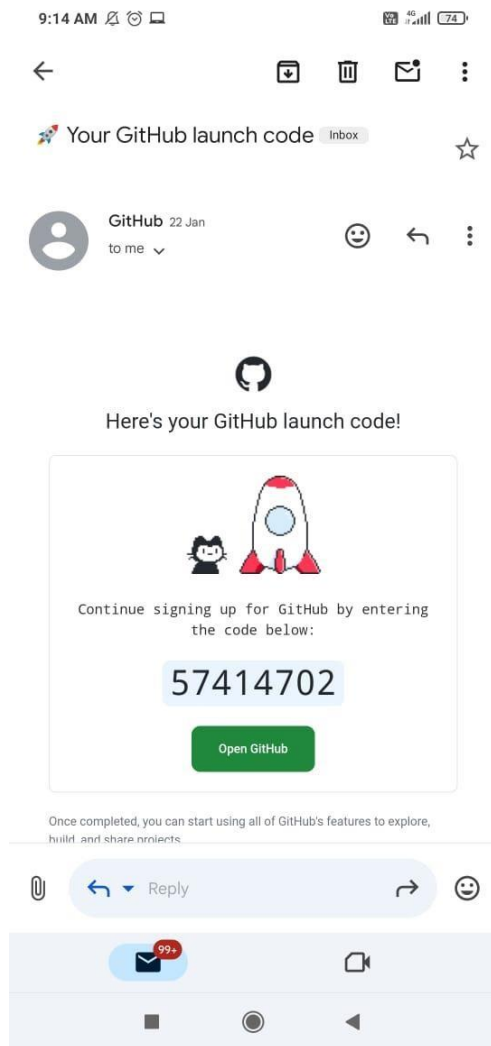 9:14 AM
4G
74
🚀 Your GitHub launch code Inbox
GitHub 22 Jan
to me
Here's your GitHub launch code!
Continue signing up for GitHub by entering
the code below:
57414702
Open GitHub
Once completed, you can start using all of GitHub's features to explore,
build, and share projects
Reply
99+